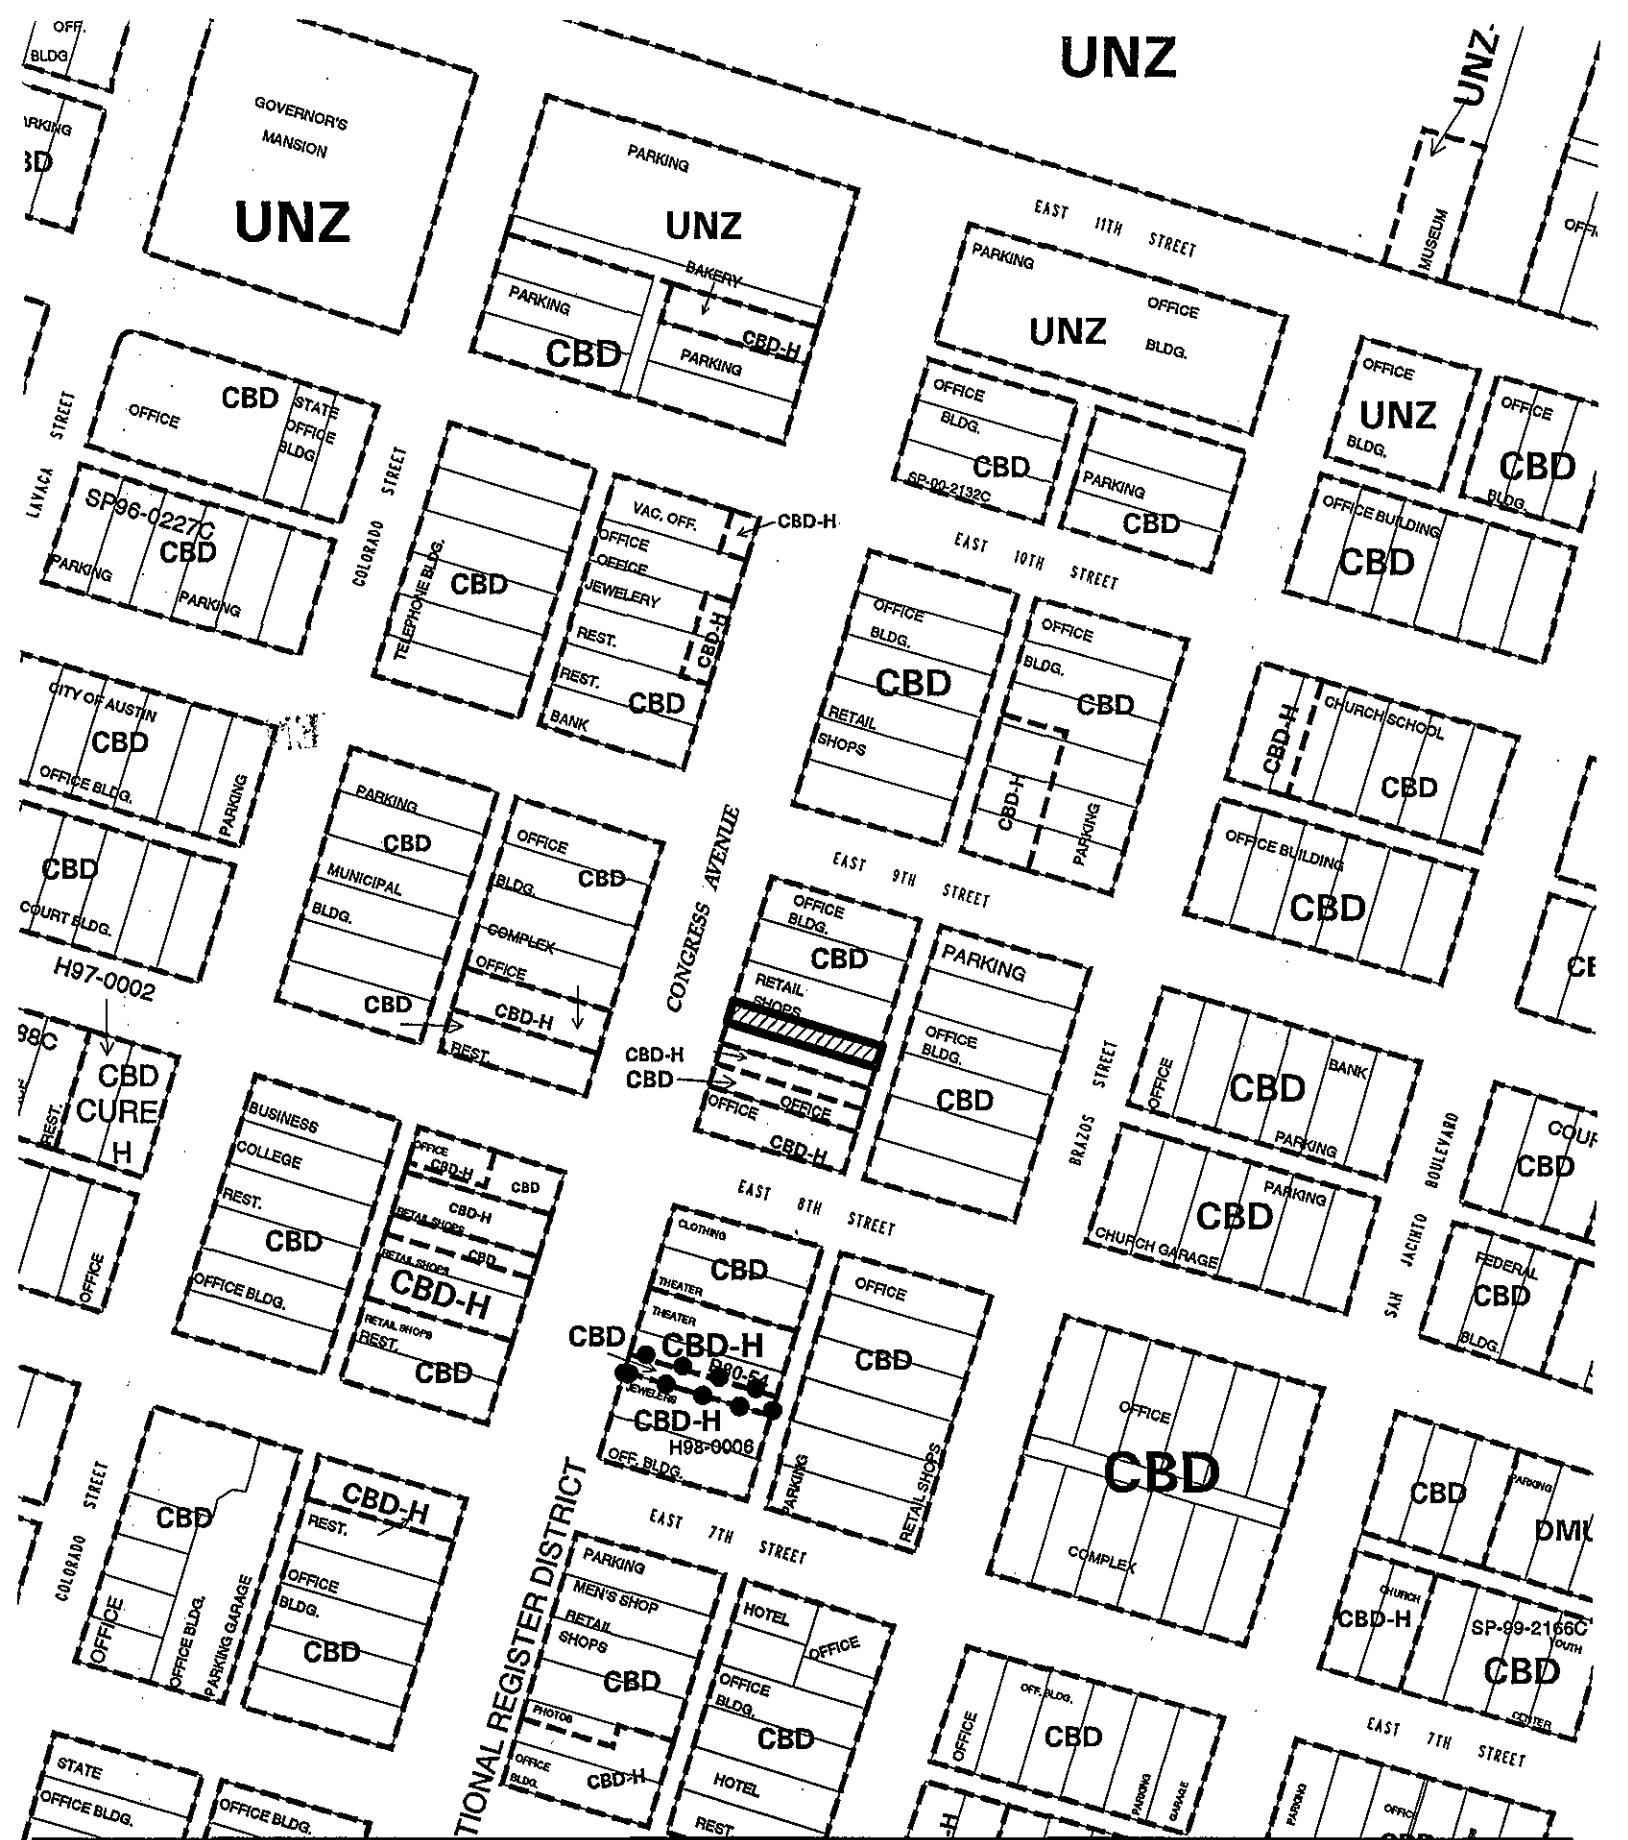 OFF.
BLDG.
UNZ
UNZ-
GOVERNOR'S
MANSION
UNZ
PARKING
UNZ
BAKERY
PARKING
CBD
CBD-H
PARKING
EAST 11TH STREET
MUSEUM
PARKING
OFFICE
UNZ
BLDG.
OFFICE
BLDG.
CBD
SP-00-2132C
PARKING
CBD
OFFICE
UNZ
BLDG.
OFFICE
CBD
BLDG.
OFFICE BUILDING
CBD
LAVACA STREET
CBD
STATE
OFFICE
OFFICE
BLDG.
SP96-0227C
CBD
PARKING
PARKING
COLORADO STREET
TELEPHONE BLDG.
CBD
VAC. OFF.
CBD-H
OFFICE
OFFICE
JEWELERY
CBD-H
REST.
REST.
CBD
BANK
EAST 10TH STREET
OFFICE
BLDG.
CBD
RETAIL
SHOPS
OFFICE
BLDG.
CBD
CBD-H
PARKING
CBD-H
CHURCH SCHOOL
CBD
OFFICE BUILDING
CBD
CITY OF AUSTIN
CBD
OFFICE BLDG.
PARKING
CBD
COURT BLDG.
H97-0002
PARKING
CBD
MUNICIPAL
BLDG.
CBD
OFFICE
CBD
BLDG.
COMPLEX
OFFICE
CBD-H
REST.
CONGRESS AVENUE
EAST 9TH STREET
OFFICE
BLDG.
CBD
RETAIL
SHOPS
CBD-H
CBD
OFFICE
OFFICE
CBD-H
PARKING
OFFICE
BLDG.
CBD
BRAZOS STREET
OFFICE
CBD
BANK
PARKING
PARKING
CBD
CHURCH GARAGE
SAN JACINTO BOULEVARD
CBD
FEDERAL
CBD
BLDG.
REST.
CBD
CURE
H
OFFICE
BUSINESS
COLLEGE
REST.
CBD
OFFICE BLDG.
OFFICE
CBD-H
CBD
CBD-H
RETAIL SHOPS
CBD
RETAIL SHOPS
CBD-H
RETAIL SHOPS
REST.
CBD
EAST 8TH STREET
CLOTHING
CBD
THEATER
THEATER
CBD
CBD-H
JEWELERS
CBD-H
H98-0006
OFF. BLDG.
OFFICE
CBD
PARKING
RETAIL SHOPS
OFFICE
CBD
COMPLEX
CBD
PARKING
CHURCH
CBD-H
SP-99-2166C
YOUTH
CBD
CENTER
COLORADO STREET
CBD
OFFICE
OFFICE BLDG.
PARKING GARAGE
CBD-H
REST.
OFFICE
BLDG.
CBD
TIONAL REGISTER DISTRICT
EAST 7TH STREET
PARKING
MEN'S SHOP
RETAIL
SHOPS
CBD
PHOTOS
OFFICE
BLDG.
CBD-H
HOTEL
OFFICE
OFFICE
BLDG.
CBD
HOTEL
REST.
OFFICE
OFF. BLDG.
CBD
PARKING
GARAGE
EAST 7TH STREET
PARKING
STATE
OFFICE BLDG.
OFFICE BLDG.